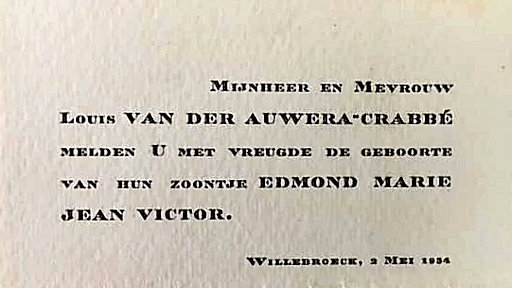 Mijnheer en Mevrouw
Louis VAN DER AUWERA-CRABBÉ
melden U met vreugde de geboorte
van hun zoontje EDMOND MARIE
JEAN VICTOR.
Willebroeck, 2 Mei 1934